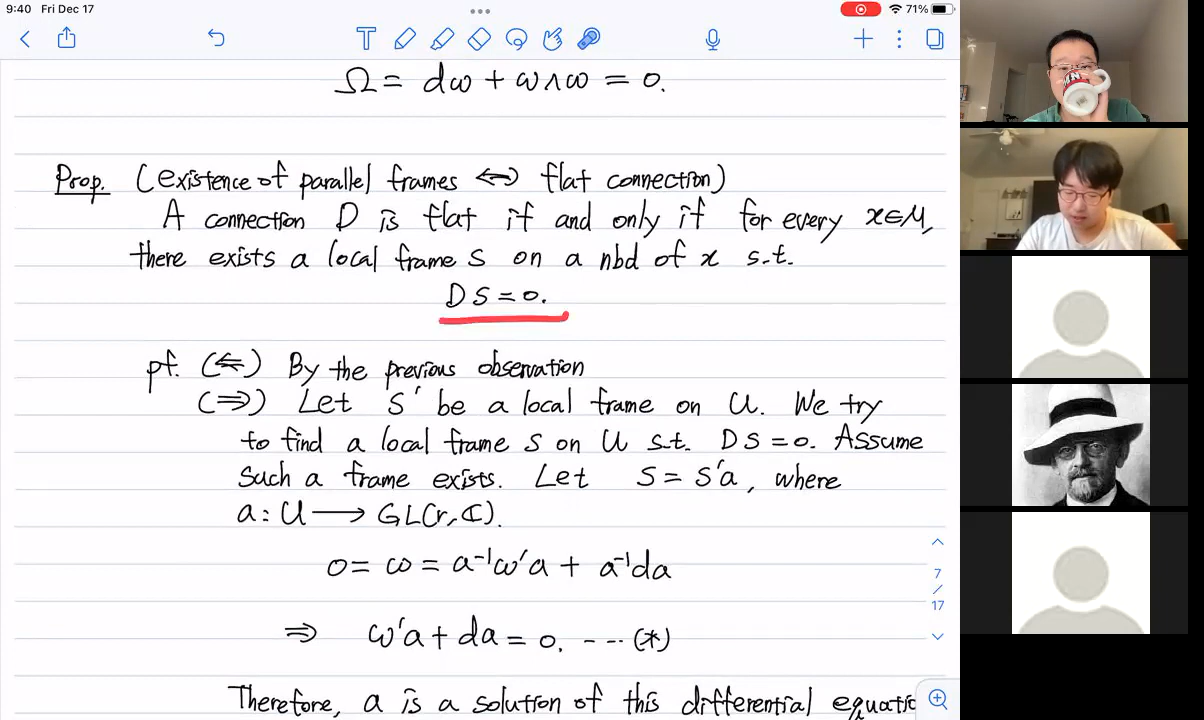 9:40 Fri Dec 17
71%
Ω = dω + ω∧ω = 0.
Prop. (existence of parallel frames ⟷ flat connection)
A connection D is flat if and only if for every x∈M,
there exists a local frame s on a nbd of x s.t.
Ds = 0.
pf. (⇐) By the previous observation
(⇒) Let s' be a local frame on U. We try
to find a local frame s on U s.t. Ds = 0. Assume
such a frame exists. Let s = s'a, where
a : U ⟶ GL(r, ℂ).
0 = ω = a⁻¹ω'a + a⁻¹da
⇒ ω'a + da = 0. ---- (*)
7
/
17
Therefore, a is a solution of this differential equatio